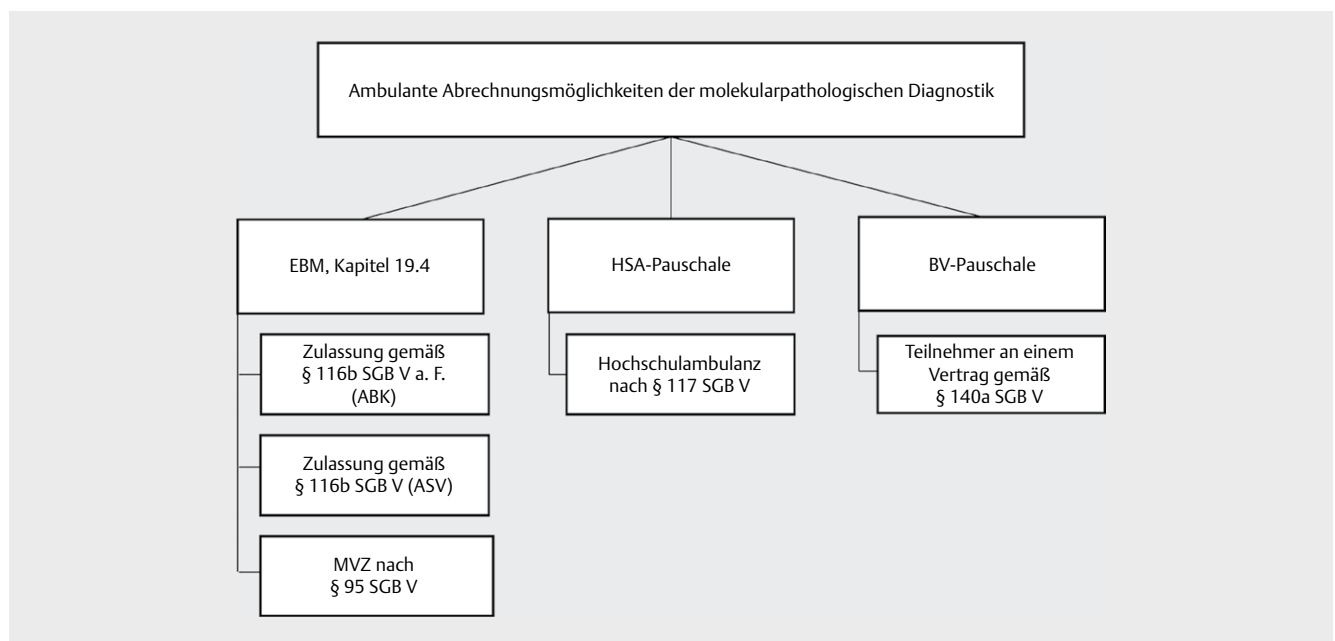 Ambulante Abrechnungsmöglichkeiten der molekularpathologischen Diagnostik
EBM, Kapitel 19.4
Zulassung gemäß
§ 116b SGB V a. F.
(ABK)
Zulassung gemäß
§ 116b SGB V (ASV)
MVZ nach
§ 95 SGB V
HSA-Pauschale
Hochschulambulanz
nach § 117 SGB V
BV-Pauschale
Teilnehmer an einem
Vertrag gemäß
§ 140a SGB V